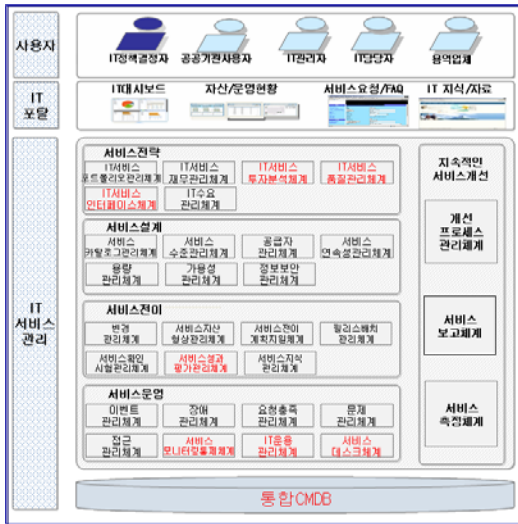 사용자
IT정책결정자
공공기관사용자
IT관리자
IT담당자
용역업체
IT
포탈
IT대시보드
자산/운영현황
서비스요청/FAQ
IT 지식/자료
IT
서비스
관리
서비스전략
IT서비스
포트폴리오관리체계
IT서비스
재무관리체계
IT서비스
투자분석체계
IT서비스
품질관리체계
IT서비스
인터페이스체계
IT수요
관리체계
서비스설계
서비스
카탈로그관리체계
서비스
수준관리체계
공급자
관리체계
서비스
연속성관리체계
용량
관리체계
가용성
관리체계
정보보안
관리체계
서비스전이
변경
관리체계
서비스자산
형상관리체계
서비스전이
계획지원체계
릴리스배치
관리체계
서비스확인
시험관리체계
서비스성과
평가관리체계
서비스지식
관리체계
서비스운영
이벤트
관리체계
장애
관리체계
요청충족
관리체계
문제
관리체계
접근
관리체계
서비스
모니터링통제체계
IT운용
관리체계
서비스
데스크체계
지속적인
서비스개선
개선
프로세스
관리체계
서비스
보고체계
서비스
측정체계
통합CMDB